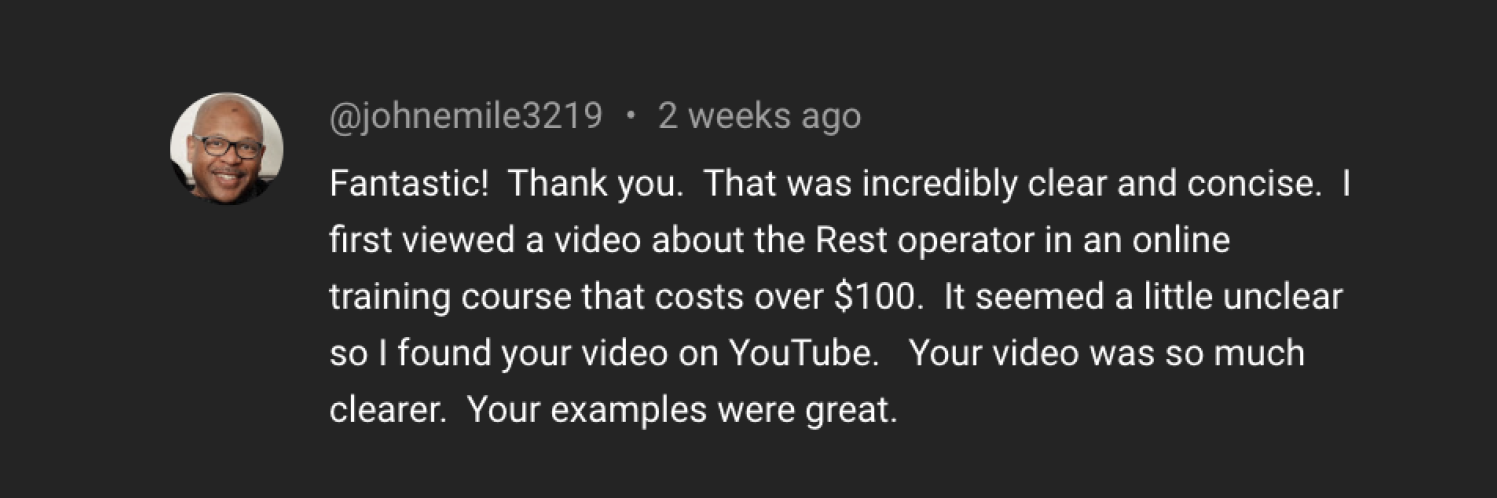 @johnemile3219 • 2 weeks ago
Fantastic!  Thank you.  That was incredibly clear and concise.  I
first viewed a video about the Rest operator in an online
training course that costs over $100.  It seemed a little unclear
so I found your video on YouTube.   Your video was so much
clearer.  Your examples were great.